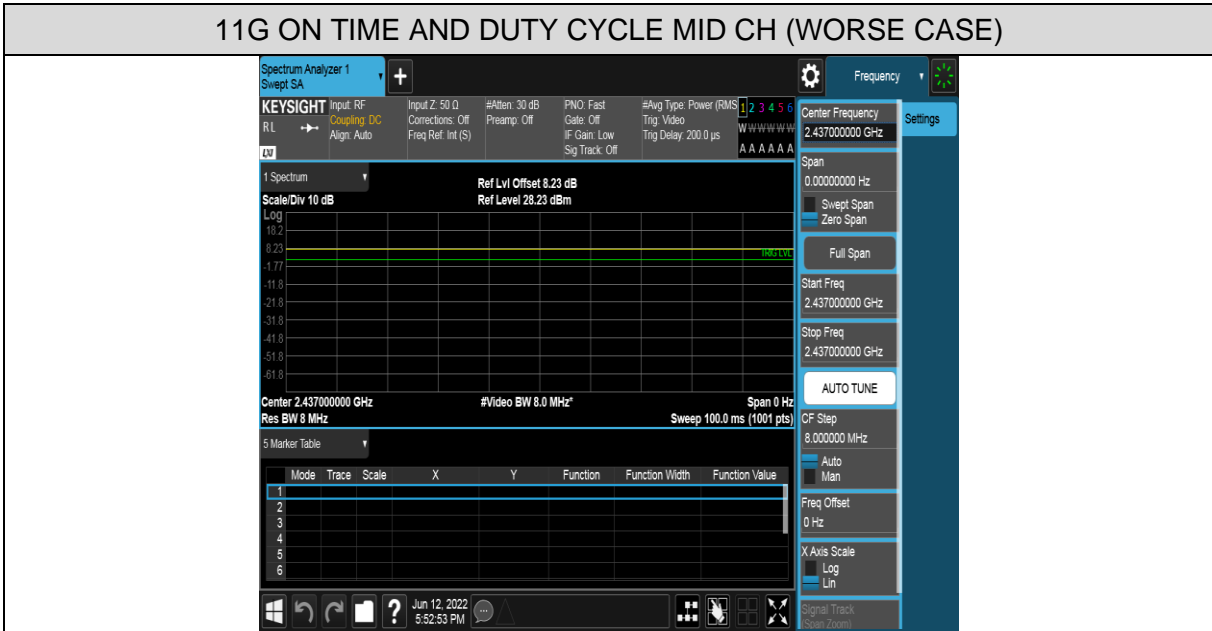 11G ON TIME AND DUTY CYCLE MID CH (WORSE CASE)
Spectrum Analyzer 1
Swept SA
+
Frequency
KEYSIGHT
RL
LXI
Input: RF
Coupling: DC
Align: Auto
Input Z: 50 Ω
Corrections: Off
Freq Ref: Int (S)
#Atten: 30 dB
Preamp: Off
PNO: Fast
Gate: Off
IF Gain: Low
Sig Track: Off
#Avg Type: Power (RMS
Trig: Video
Trig Delay: 200.0 µs
1 2 3 4 5 6
W W W W W W
A A A A A A
Center Frequency
2.437000000 GHz
Settings
Span
0.00000000 Hz
Swept Span
Zero Span
Full Span
Start Freq
2.437000000 GHz
Stop Freq
2.437000000 GHz
AUTO TUNE
CF Step
8.000000 MHz
Auto
Man
Freq Offset
0 Hz
X Axis Scale
Log
Lin
Signal Track
(Span Zoom)
1 Spectrum
Scale/Div 10 dB
Ref Lvl Offset 8.23 dB
Ref Level 28.23 dBm
Log
18.2
8.23
-1.77
-11.8
-21.8
-31.8
-41.8
-51.8
-61.8
TRIG LVL
Center 2.437000000 GHz
#Video BW 8.0 MHz*
Span 0 Hz
Res BW 8 MHz
Sweep 100.0 ms (1001 pts)
5 Marker Table
Mode Trace Scale X Y Function Function Width Function Value
1
2
3
4
5
6
?
Jun 12, 2022
5:52:53 PM